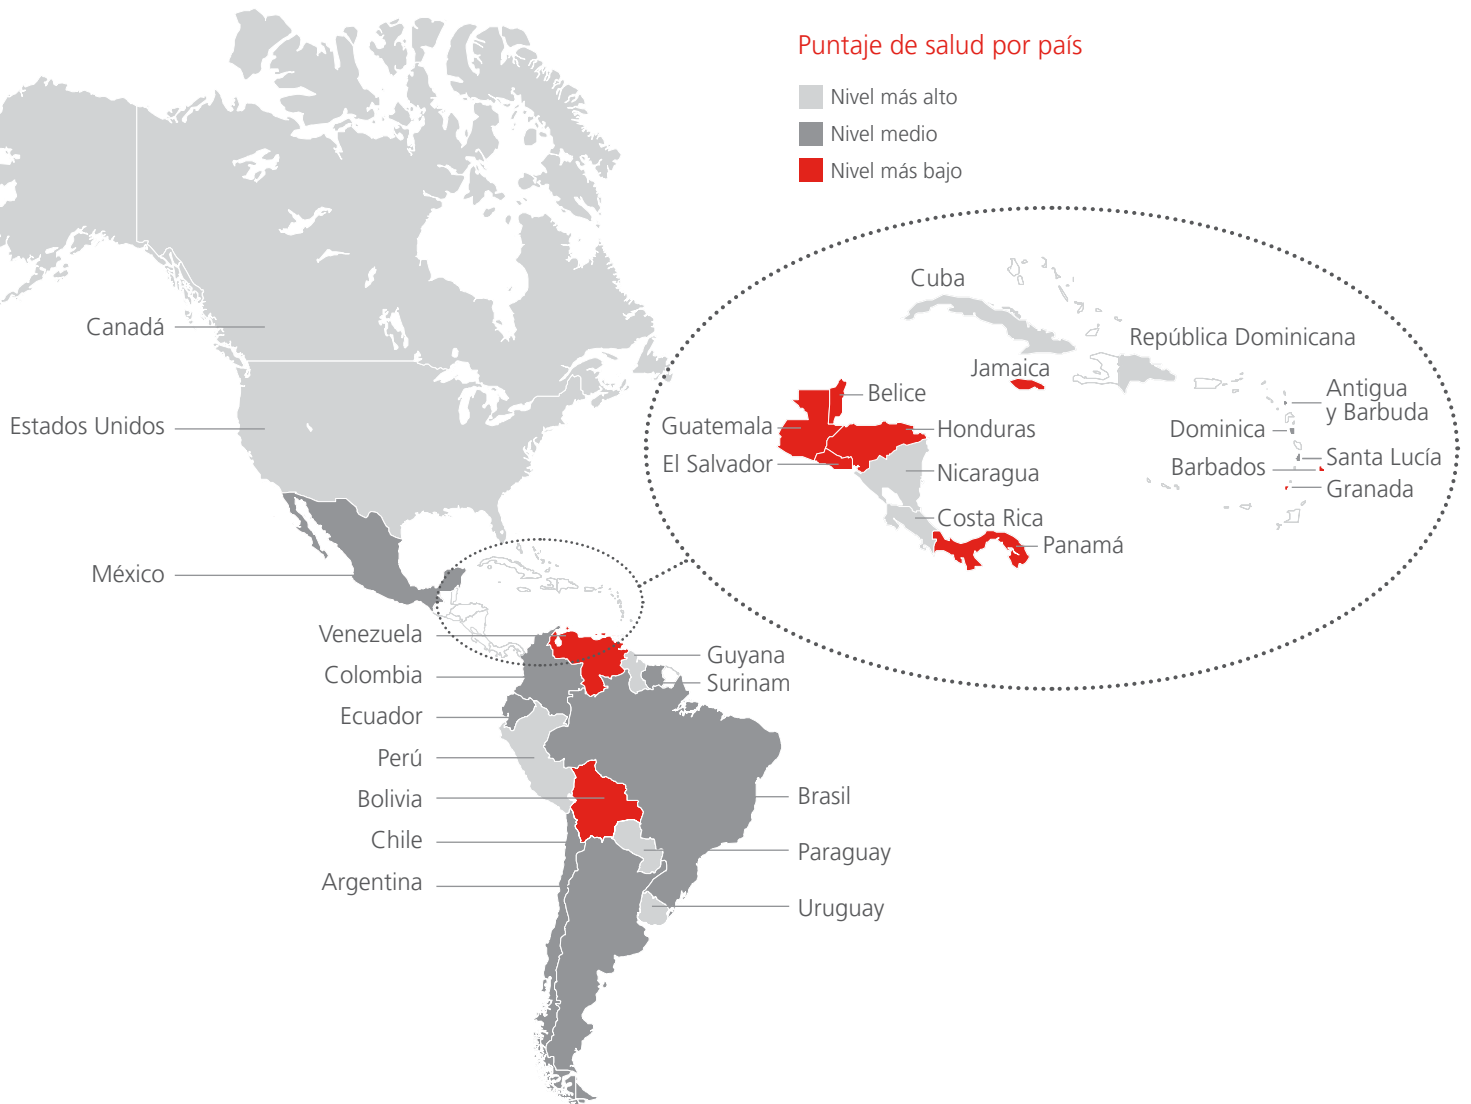 Puntaje de salud por país
Nivel más alto
Nivel medio
Nivel más bajo
Canadá
Estados Unidos
México
Venezuela
Colombia
Ecuador
Perú
Bolivia
Chile
Argentina
Guyana
Surinam
Brasil
Paraguay
Uruguay
Cuba
República Dominicana
Jamaica
Belice
Guatemala
Honduras
El Salvador
Nicaragua
Costa Rica
Panamá
Antigua
y Barbuda
Dominica
Santa Lucía
Barbados
Granada